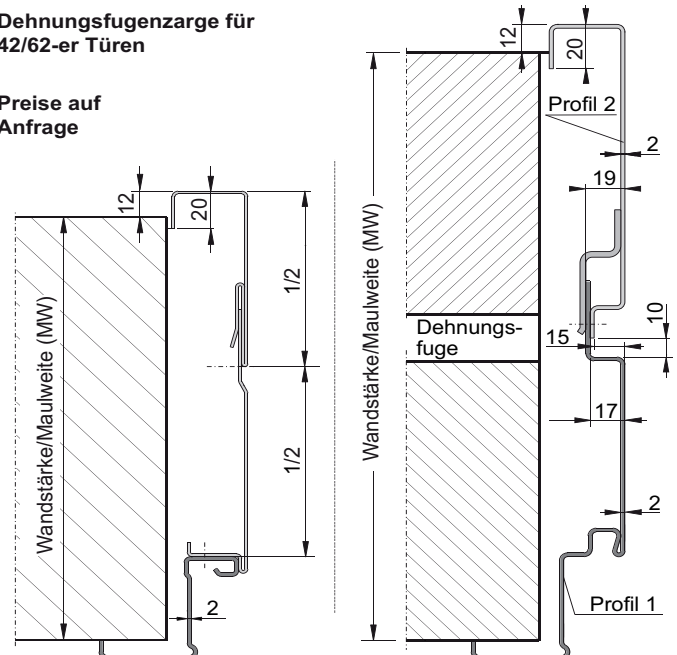 Dehnungsfugenzarge für
42/62-er Türen
Preise auf
Anfrage
12
20
1/2
1/2
Wandstärke/Maulweite (MW)
2
12
20
Profil 2
2
19
Wandstärke/Maulweite (MW)
Dehnungs-
fuge
15
10
17
2
Profil 1